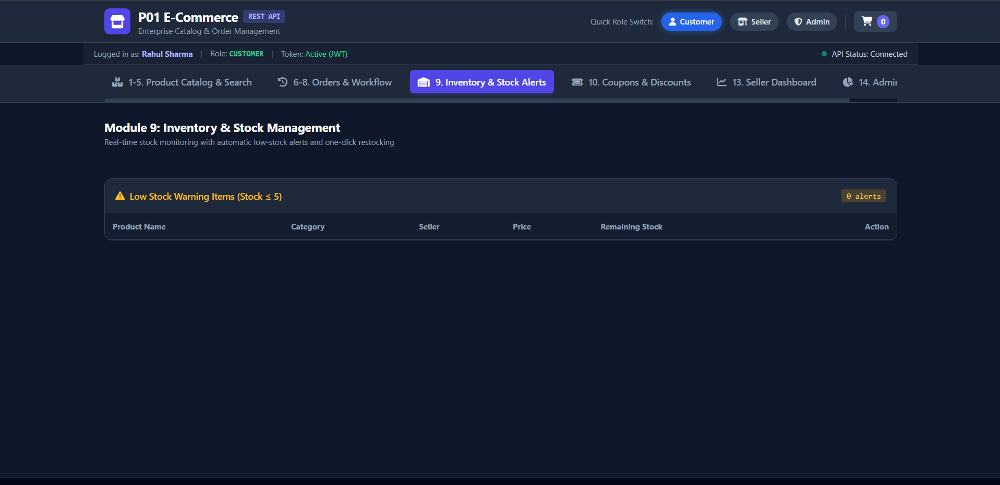 P01 E-Commerce REST API
Enterprise Catalog & Order Management
Quick Role Switch: Customer Seller Admin 0
Logged in as: Rahul Sharma | Role: CUSTOMER | Token: Active (JWT)
API Status: Connected
1-5. Product Catalog & Search 6-8. Orders & Workflow 9. Inventory & Stock Alerts 10. Coupons & Discounts 13. Seller Dashboard 14. Admin
Module 9: Inventory & Stock Management
Real-time stock monitoring with automatic low-stock alerts and one-click restocking
Low Stock Warning Items (Stock ≤ 5) 0 alerts
Product Name Category Seller Price Remaining Stock Action